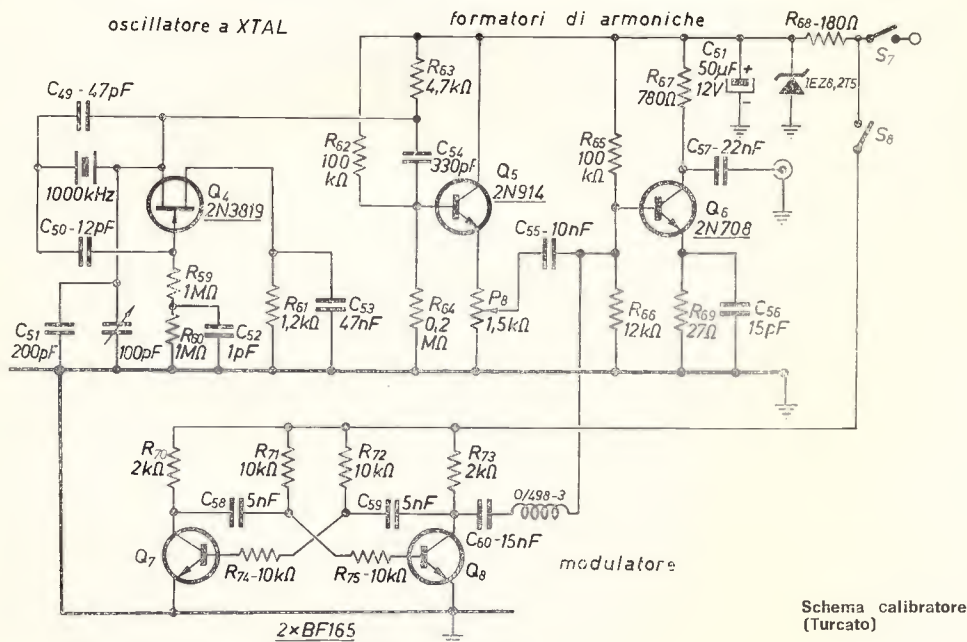 oscillatore a XTAL
formatori di armoniche
R68-180Ω
S7
C49-47pF
R63
4,7kΩ
R67
780Ω
C51
50μF +
12V
-
1EZ8,2T5
S8
1000kHz
R62
100
kΩ
C54
330pF
Q5
2N914
R65
100
kΩ
C57-22nF
Q4
2N3819
Q6
2N708
C50-12pF
C55-10nF
R59
1MΩ
R61
1,2kΩ
C53
47nF
R64
0,2
MΩ
P8
1,5kΩ
R66
12kΩ
R69
27Ω
C56
15pF
C51
200pF
100pF
R60
1MΩ
C52
1pF
R70
2kΩ
R71
10kΩ
R72
10kΩ
R73
2kΩ
C58
5nF
C59
5nF
0/498-3
C60-15nF
Q7
R74-10kΩ
R75-10kΩ
Q8
modulatore
2×BF165
Schema calibratore
(Turcato)